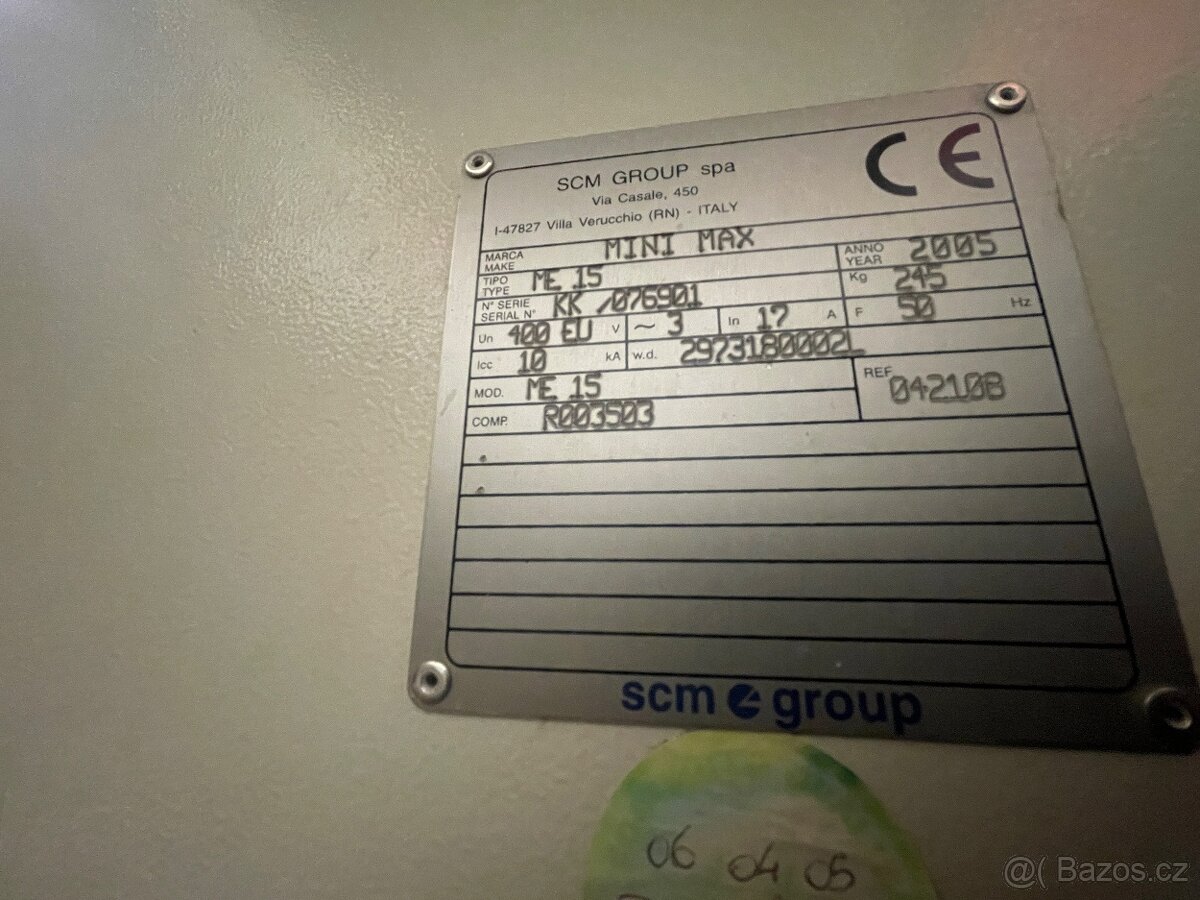 SCM GROUP spa
Via Casale, 450
I-47827 Villa Verucchio (RN) - ITALY
CE
MARCA
MAKE MINI MAX
ANNO
YEAR 2005
TIPO
TYPE ME 15
Kg 245
N° SERIE
SERIAL N° KK /076901
F 50 Hz
Un 400 EU V ~ 3 In 17 A
Icc 10 kA w.d. 2973180002L
MOD. ME 15
REF. 042108
COMP. R003503
scm group
06 04 05
@( Bazos.cz